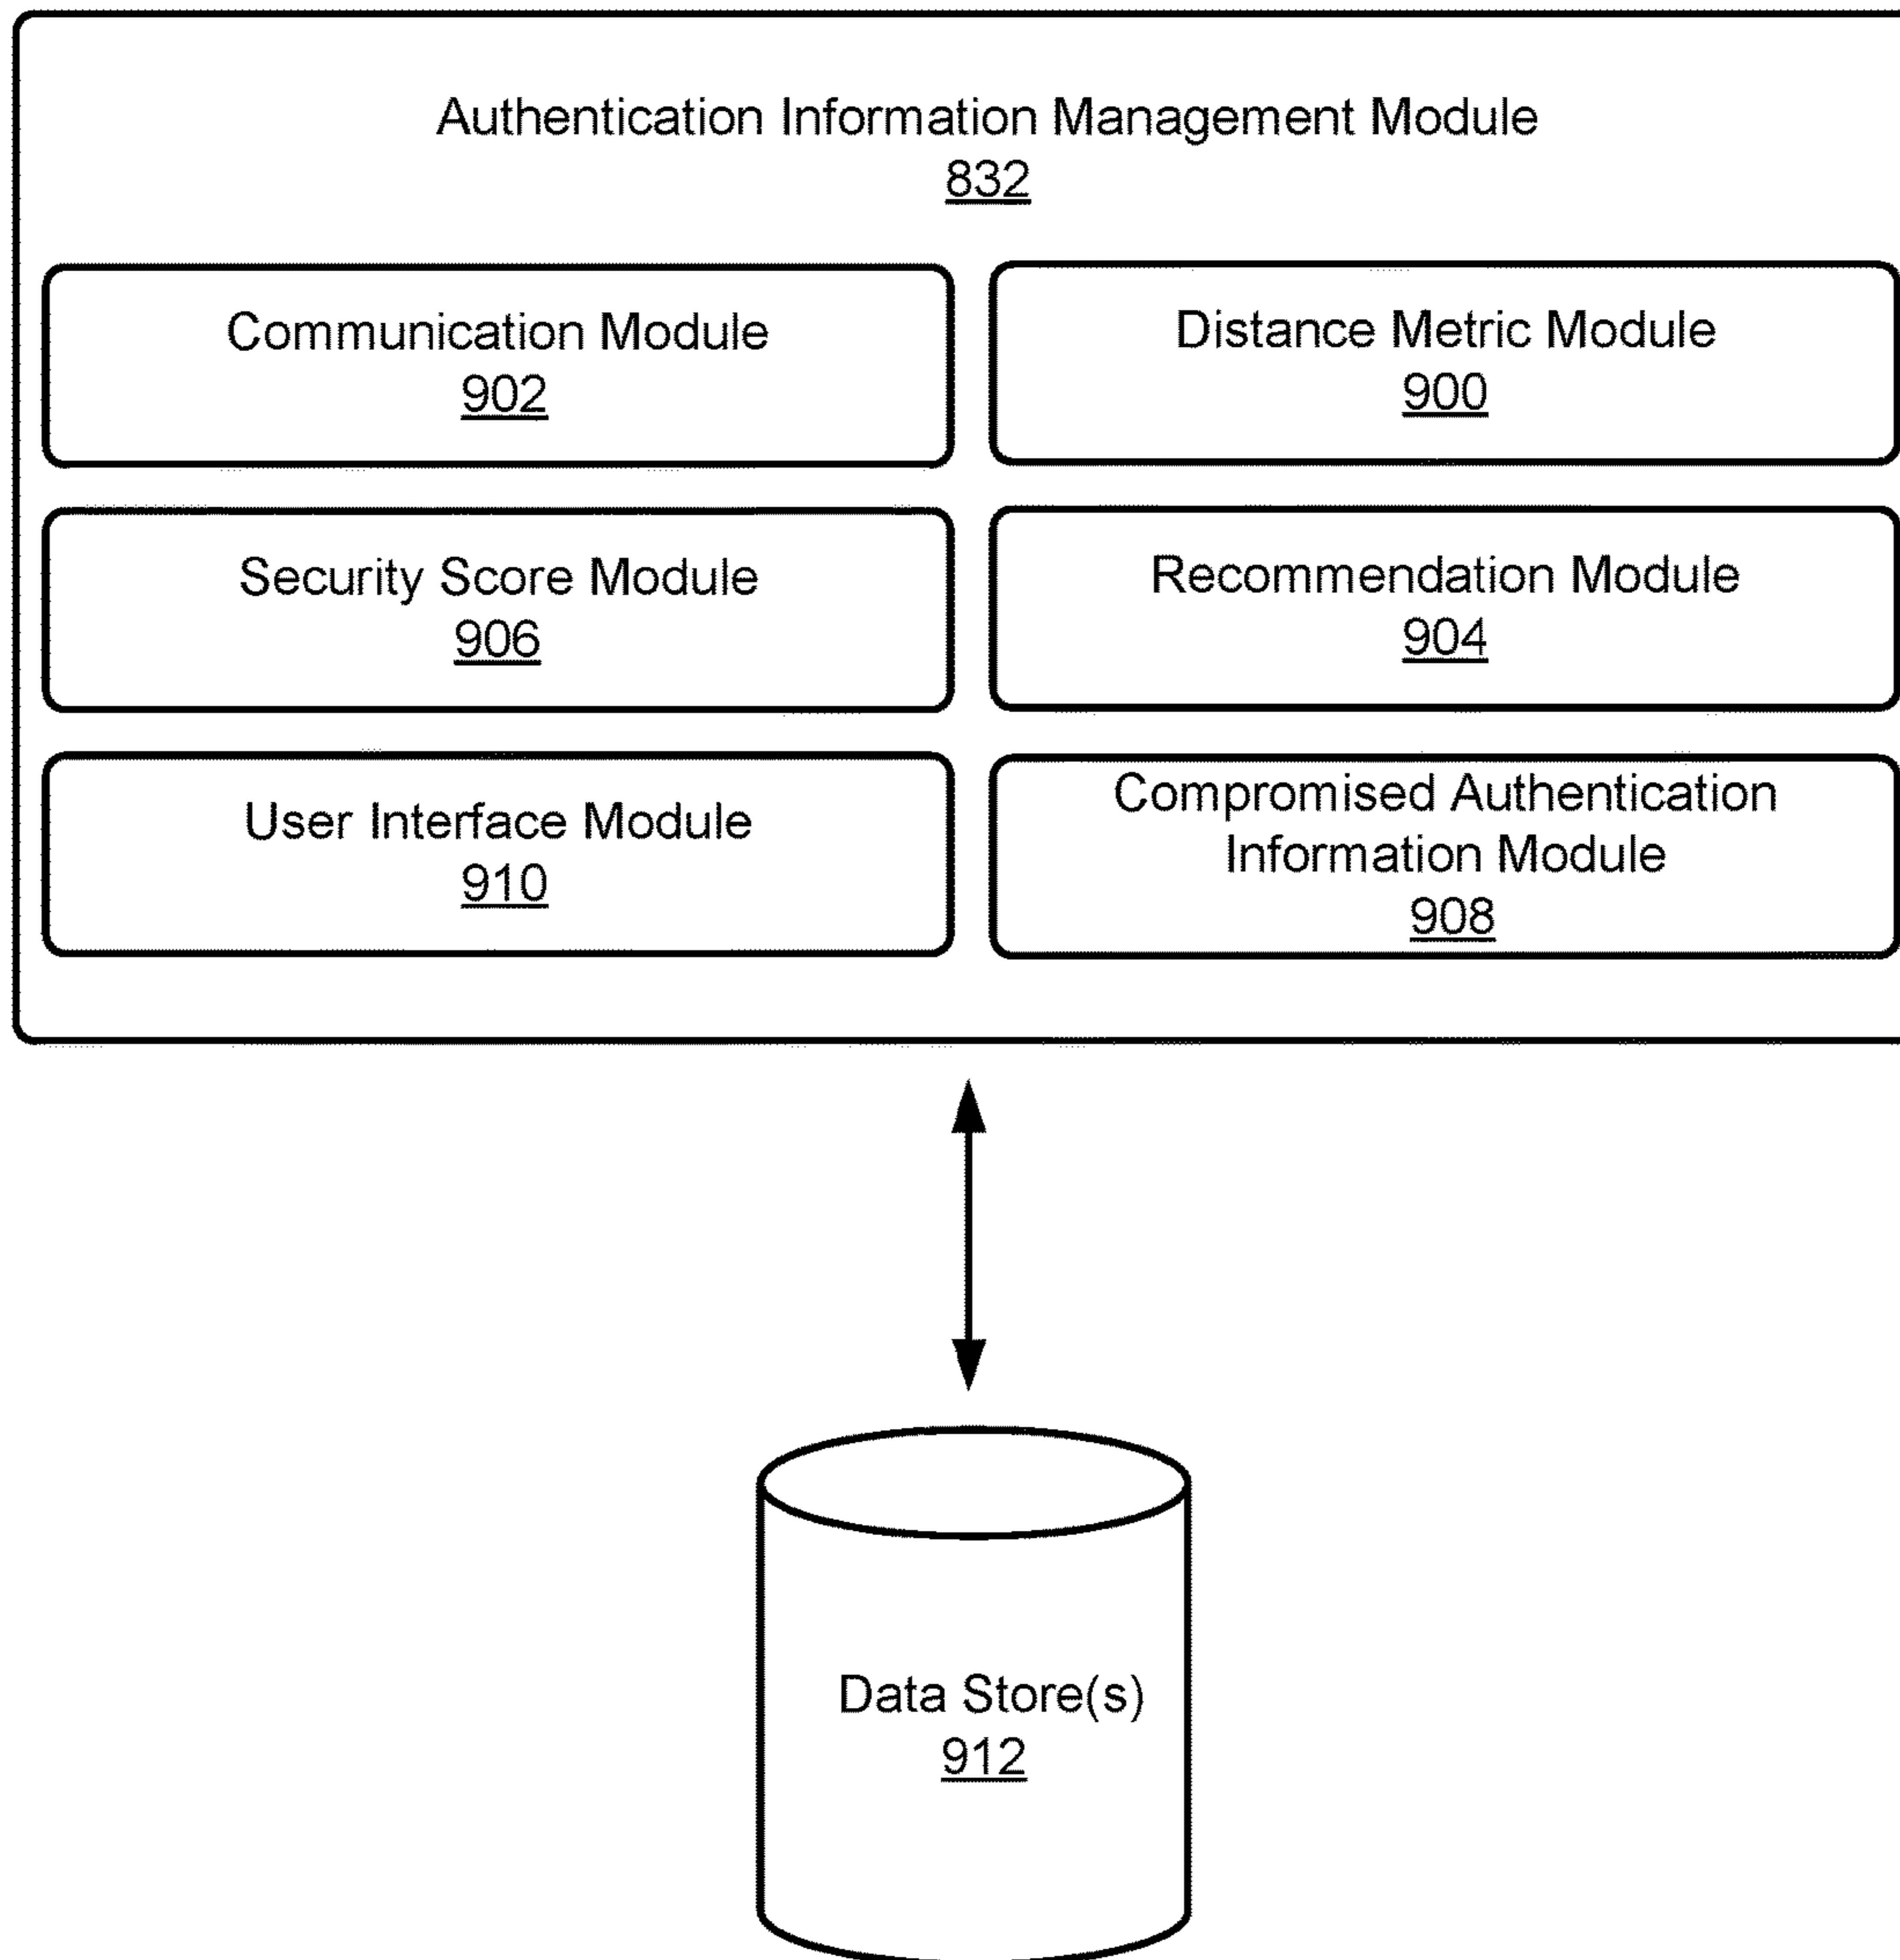 Authentication Information Management Module
832
Communication Module
902
Distance Metric Module
900
Security Score Module
906
Recommendation Module
904
User Interface Module
910
Compromised Authentication
Information Module
908
Data Store(s)
912